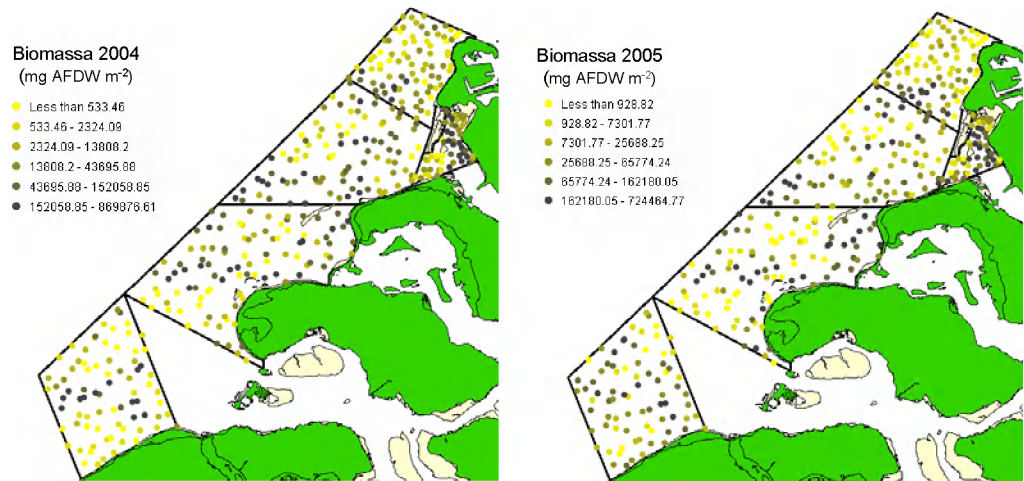 Biomassa 2004
(mg AFDW m-2)
Less than 533.46
533.46 - 2324.09
2324.09 - 13808.2
13808.2 - 43695.88
43695.88 - 152058.85
152058.85 - 869876.61
Biomassa 2005
(mg AFDW m-2)
Less than 928.82
928.82 - 7301.77
7301.77 - 25688.25
25688.25 - 65774.24
65774.24 - 162180.05
162180.05 - 724464.77